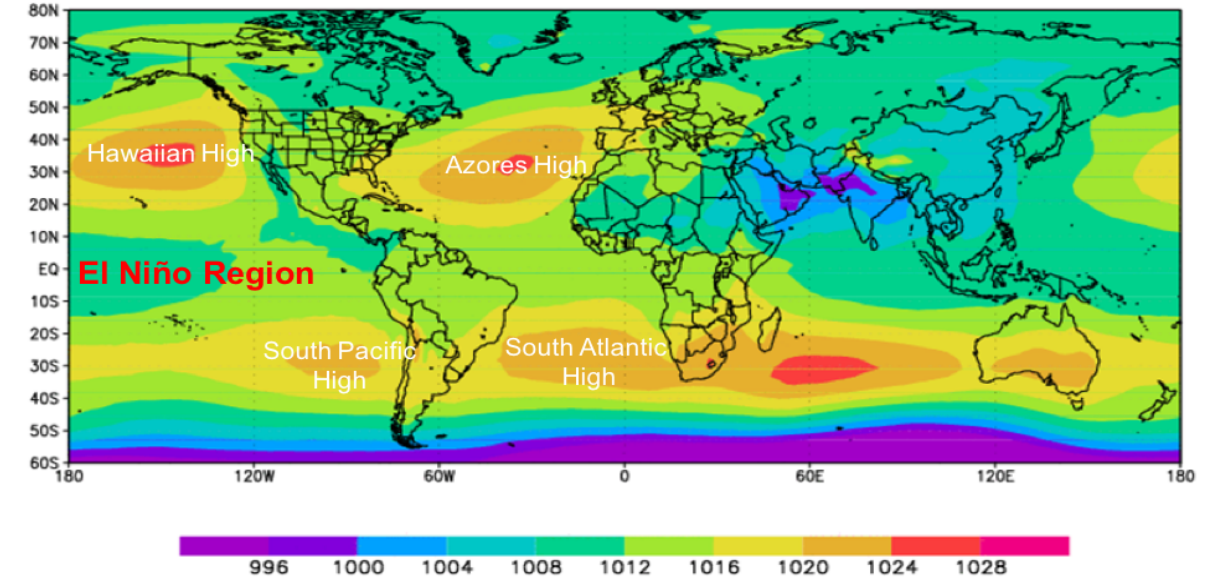 80N
70N
60N
50N
40N
Hawaiian High
Azores High
30N
20N
10N
EQ
El Niño Region
10S
20S
South Pacific
High
South Atlantic
High
30S
40S
50S
60S
180
120W
60W
0
60E
120E
180
996
1000
1004
1008
1012
1016
1020
1024
1028